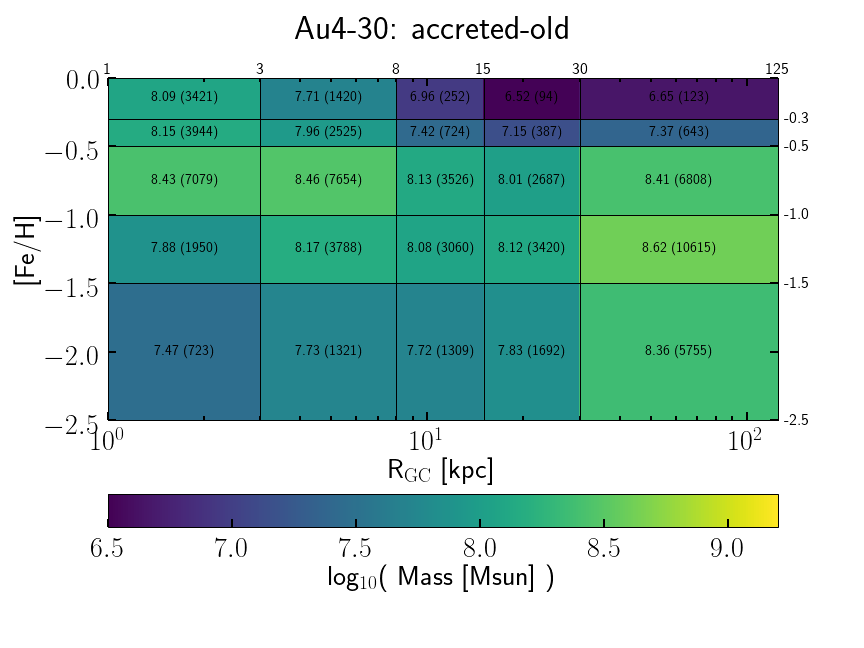 Au4-30: accreted-old
1 3 8 15 30 125
0.0 8.09 (3421) 7.71 (1420) 6.96 (252) 6.52 (94) 6.65 (123)
-0.3
8.15 (3944) 7.96 (2525) 7.42 (724) 7.15 (387) 7.37 (643)
−0.5 -0.5
8.43 (7079) 8.46 (7654) 8.13 (3526) 8.01 (2687) 8.41 (6808)
−1.0 -1.0
[Fe/H]
7.88 (1950) 8.17 (3788) 8.08 (3060) 8.12 (3420) 8.62 (10615)
−1.5 -1.5
7.47 (723) 7.73 (1321) 7.72 (1309) 7.83 (1692) 8.36 (5755)
−2.0
−2.5 -2.5
10⁰ 10¹ 10²
R_GC [kpc]
6.5 7.0 7.5 8.0 8.5 9.0
log₁₀( Mass [Msun] )